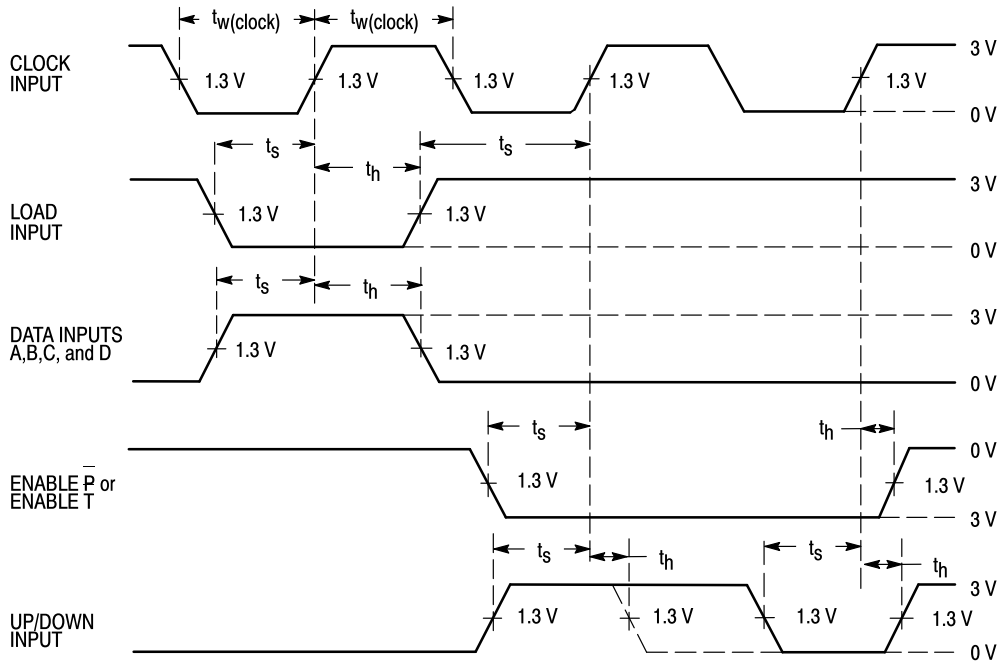 tw(clock) tw(clock)
3 V
CLOCK
INPUT
1.3 V 1.3 V 1.3 V 1.3 V 1.3 V
0 V
ts ts
th
3 V
LOAD
INPUT
1.3 V 1.3 V
0 V
ts th
3 V
DATA INPUTS
A,B,C, and D
1.3 V 1.3 V
0 V
ts th
0 V
ENABLE P̅ or
ENABLE T̅
1.3 V 1.3 V
3 V
ts th ts th
3 V
UP/DOWN
INPUT
1.3 V 1.3 V 1.3 V 1.3 V
0 V